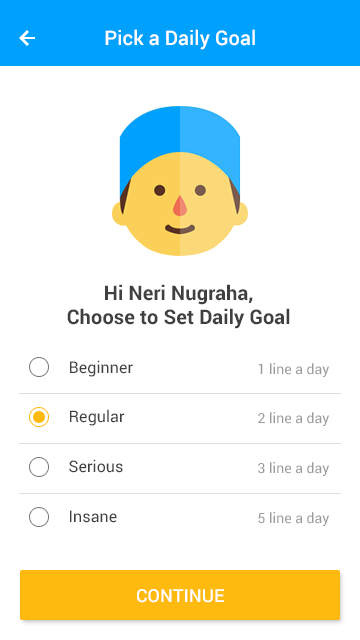 Pick a Daily Goal
Hi Neri Nugraha,
Choose to Set Daily Goal
Beginner 1 line a day
Regular 2 line a day
Serious 3 line a day
Insane 5 line a day
CONTINUE